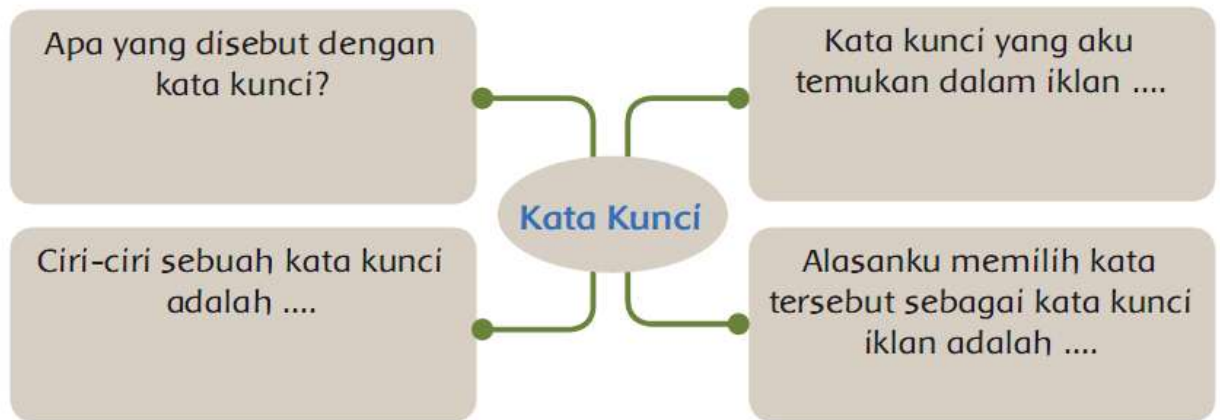 Apa yang disebut dengan
kata kunci?
Kata kunci yang aku
temukan dalam iklan ....
Kata Kunci
Ciri-ciri sebuah kata kunci
adalah ....
Alasanku memilih kata
tersebut sebagai kata kunci
iklan adalah ....